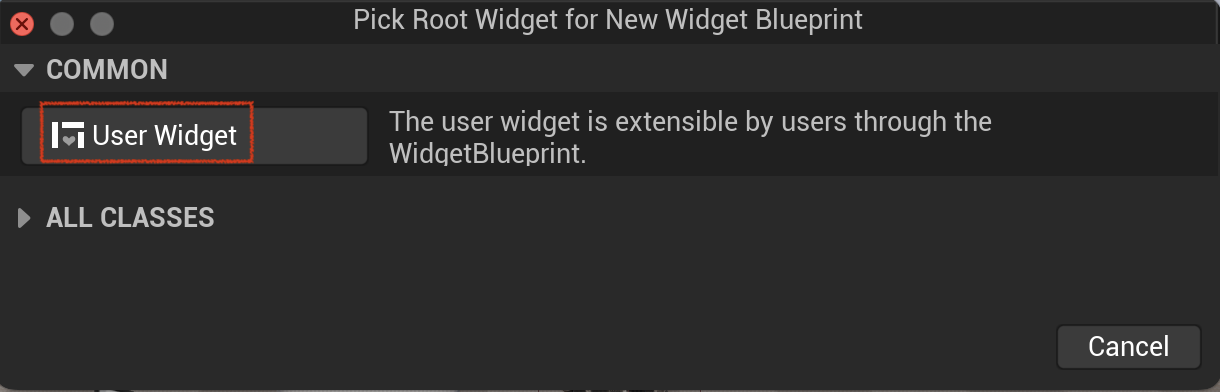 Pick Root Widget for New Widget Blueprint
COMMON
User Widget
The user widget is extensible by users through the
WidgetBlueprint.
ALL CLASSES
Cancel